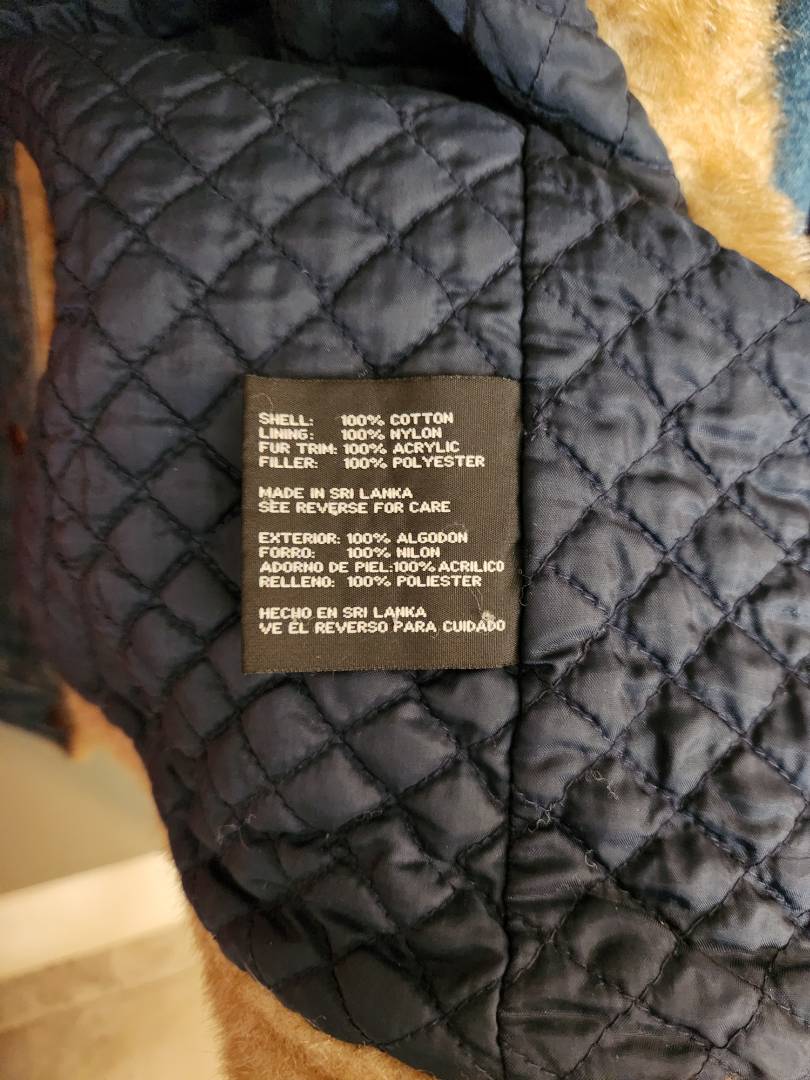 SHELL: 100% COTTON
LINING: 100% NYLON
FUR TRIM: 100% ACRYLIC
FILLER: 100% POLYESTER
MADE IN SRI LANKA
SEE REVERSE FOR CARE
EXTERIOR: 100% ALGODON
FORRO: 100% NILON
ADORNO DE PIEL:100% ACRILICO
RELLENO: 100% POLIESTER
HECHO EN SRI LANKA
VE EL REVERSO PARA CUIDADO